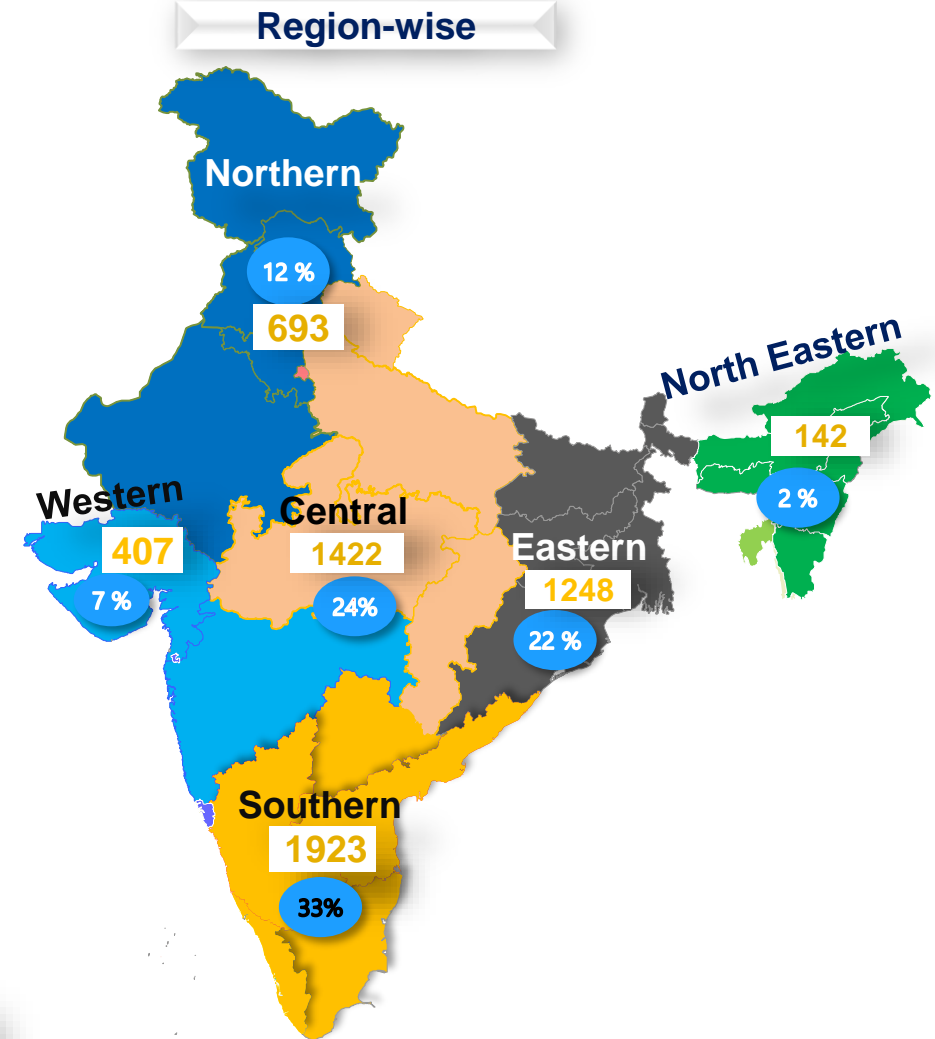 Region-wise
Northern
12 %
693
North Eastern
142
2 %
Western
407
7 %
Central
1422
24%
Eastern
1248
22 %
Southern
1923
33%